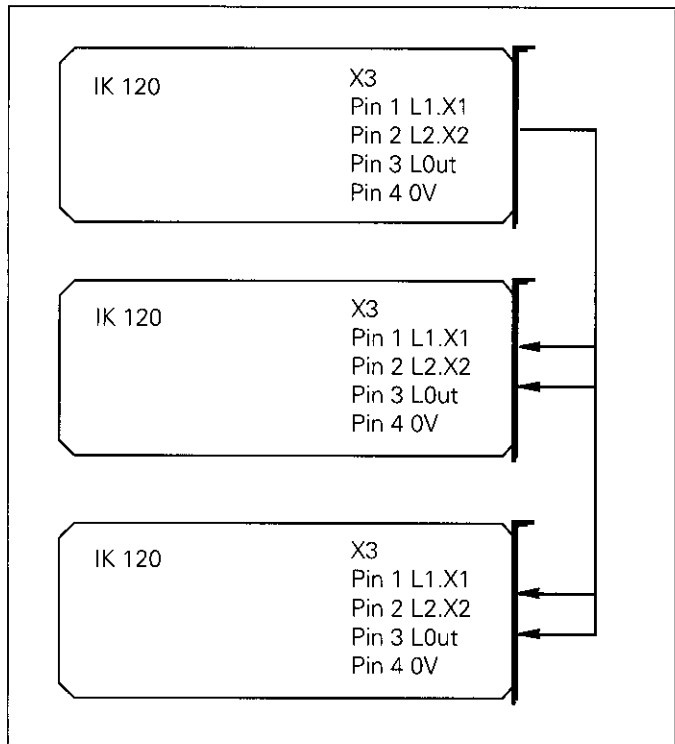 IK 120
X3
Pin 1 L1.X1
Pin 2 L2.X2
Pin 3 L0ut
Pin 4 0V
IK 120
X3
Pin 1 L1.X1
Pin 2 L2.X2
Pin 3 L0ut
Pin 4 0V
IK 120
X3
Pin 1 L1.X1
Pin 2 L2.X2
Pin 3 L0ut
Pin 4 0V